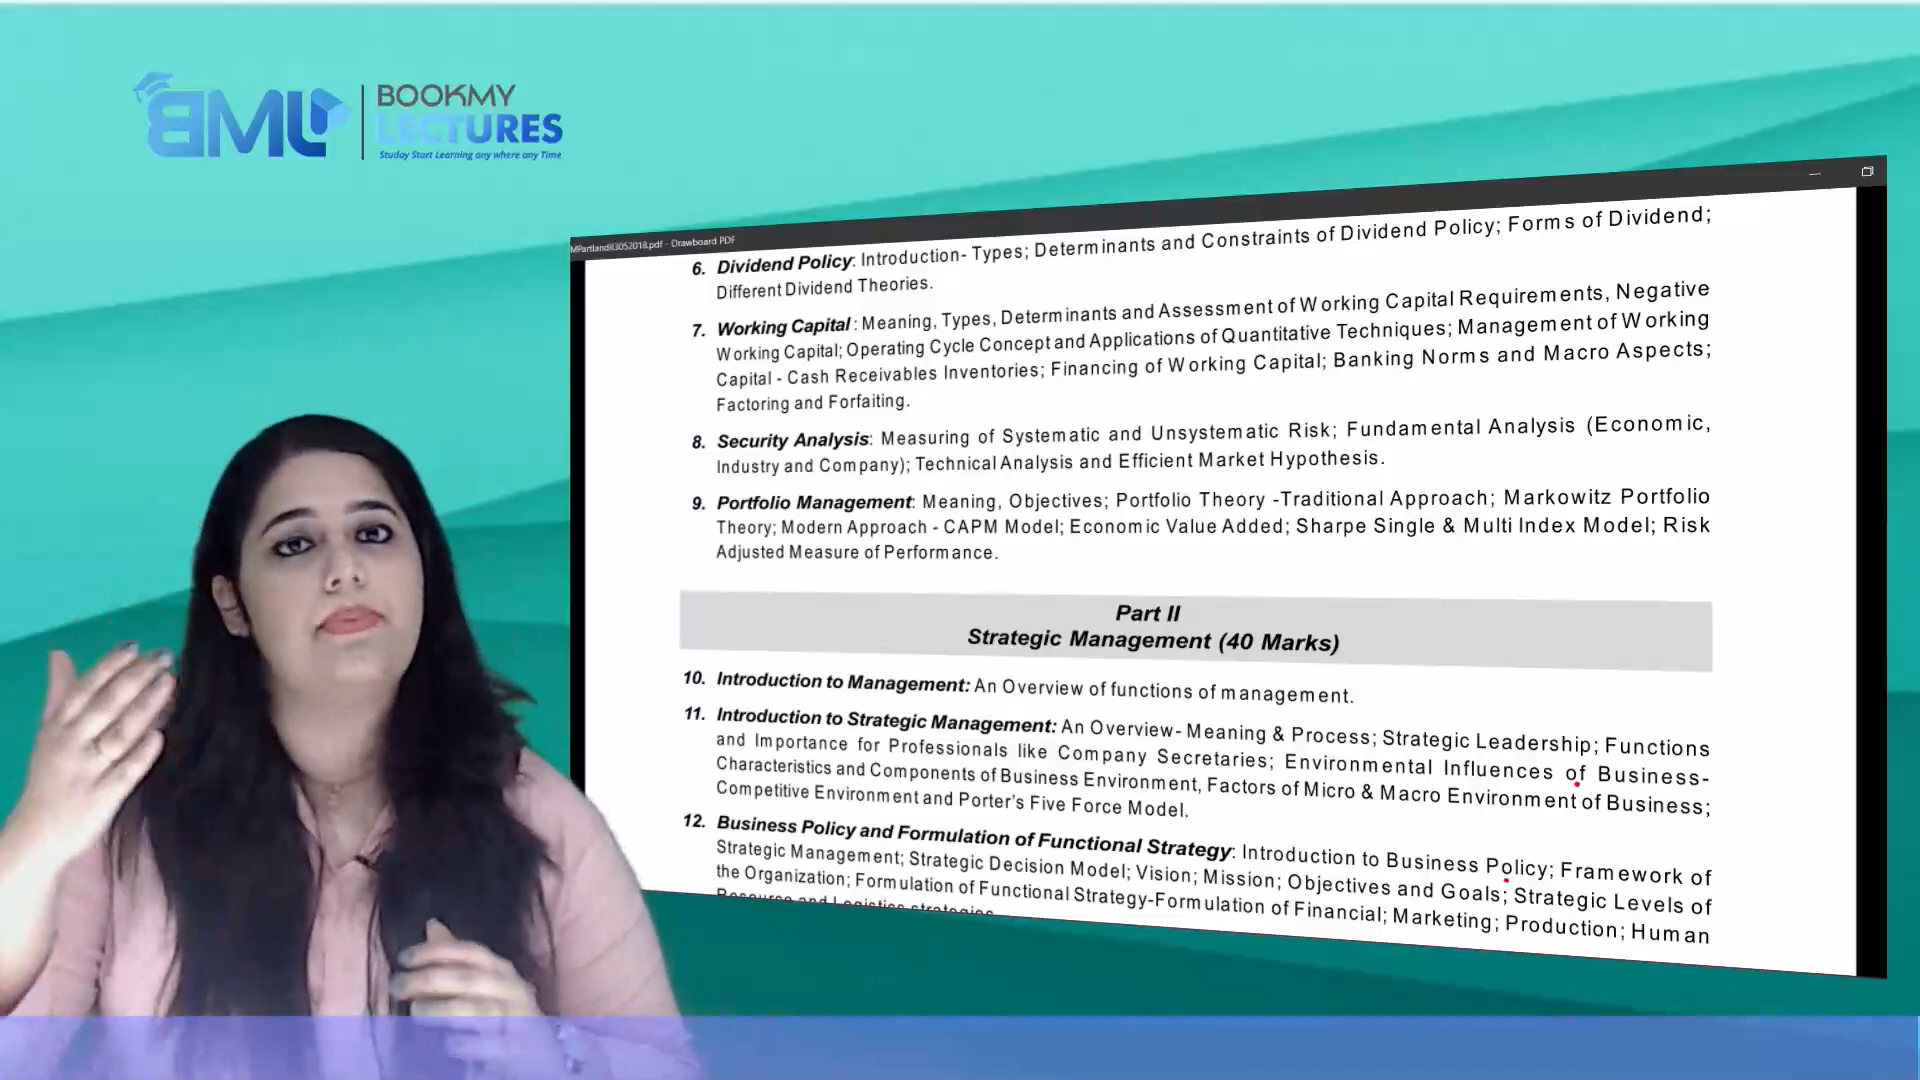 BML
BOOKMY
LECTURES
Studay Start Learning any where any Time
MPartIandII3052018.pdf - Drawboard PDF
6. Dividend Policy: Introduction- Types; Determinants and Constraints of Dividend Policy; Forms of Dividend;
Different Dividend Theories.
7. Working Capital : Meaning, Types, Determinants and Assessment of Working Capital Requirements, Negative
Working Capital; Operating Cycle Concept and Applications of Quantitative Techniques; Management of Working
Capital - Cash Receivables Inventories; Financing of Working Capital; Banking Norms and Macro Aspects;
Factoring and Forfaiting.
8. Security Analysis: Measuring of Systematic and Unsystematic Risk; Fundamental Analysis (Economic,
Industry and Company); Technical Analysis and Efficient Market Hypothesis.
9. Portfolio Management: Meaning, Objectives; Portfolio Theory -Traditional Approach; Markowitz Portfolio
Theory; Modern Approach - CAPM Model; Economic Value Added; Sharpe Single & Multi Index Model; Risk
Adjusted Measure of Performance.
Part II
Strategic Management (40 Marks)
10. Introduction to Management: An Overview of functions of management.
11. Introduction to Strategic Management: An Overview- Meaning & Process; Strategic Leadership; Functions
and Importance for Professionals like Company Secretaries; Environmental Influences of Business-
Characteristics and Components of Business Environment, Factors of Micro & Macro Environment of Business;
Competitive Environment and Porter's Five Force Model.
12. Business Policy and Formulation of Functional Strategy: Introduction to Business Policy; Framework of
Strategic Management; Strategic Decision Model; Vision; Mission; Objectives and Goals; Strategic Levels of
the Organization; Formulation of Functional Strategy-Formulation of Financial; Marketing; Production; Human
Resource and Logistics strategies